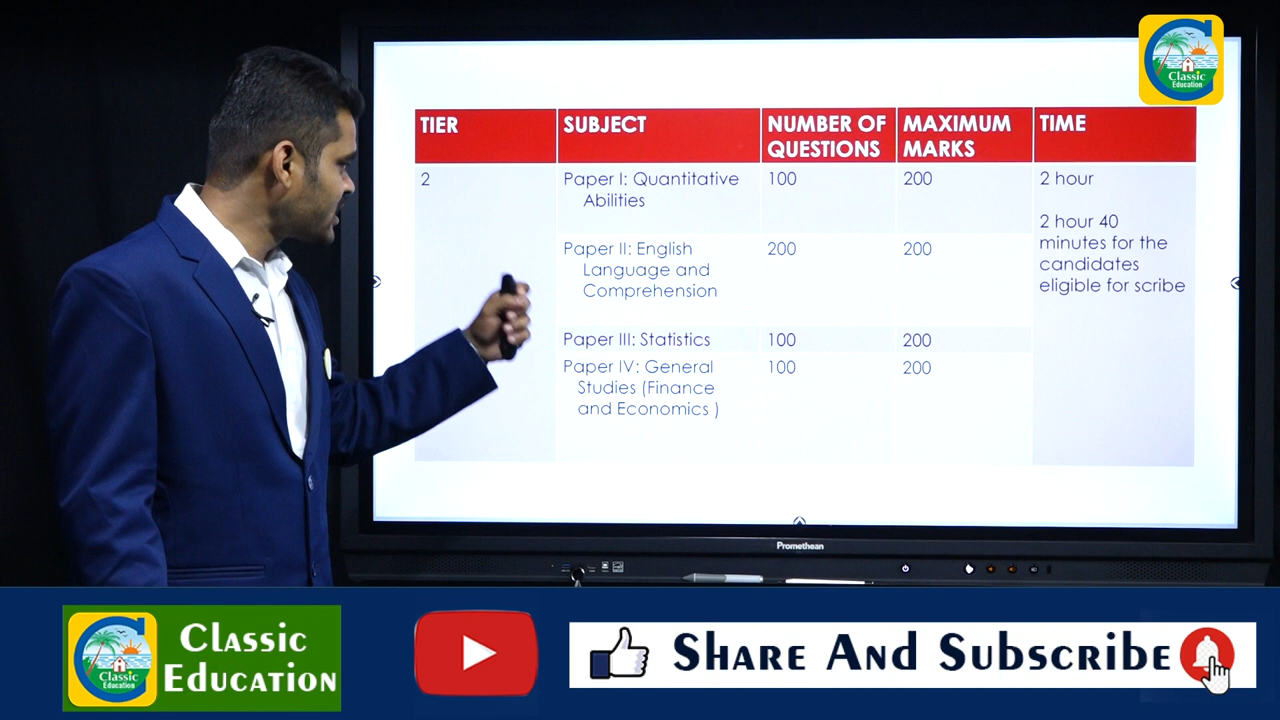 Classic
Education
TIER
SUBJECT
NUMBER OF
QUESTIONS
MAXIMUM
MARKS
TIME
2
Paper I: Quantitative
Abilities
100
200
2 hour
2 hour 40
minutes for the
candidates
eligible for scribe
Paper II: English
Language and
Comprehension
200
200
Paper III: Statistics
100
200
Paper IV: General
Studies (Finance
and Economics )
100
200
Promethean
Classic
Education
Classic
Education
Share And Subscribe